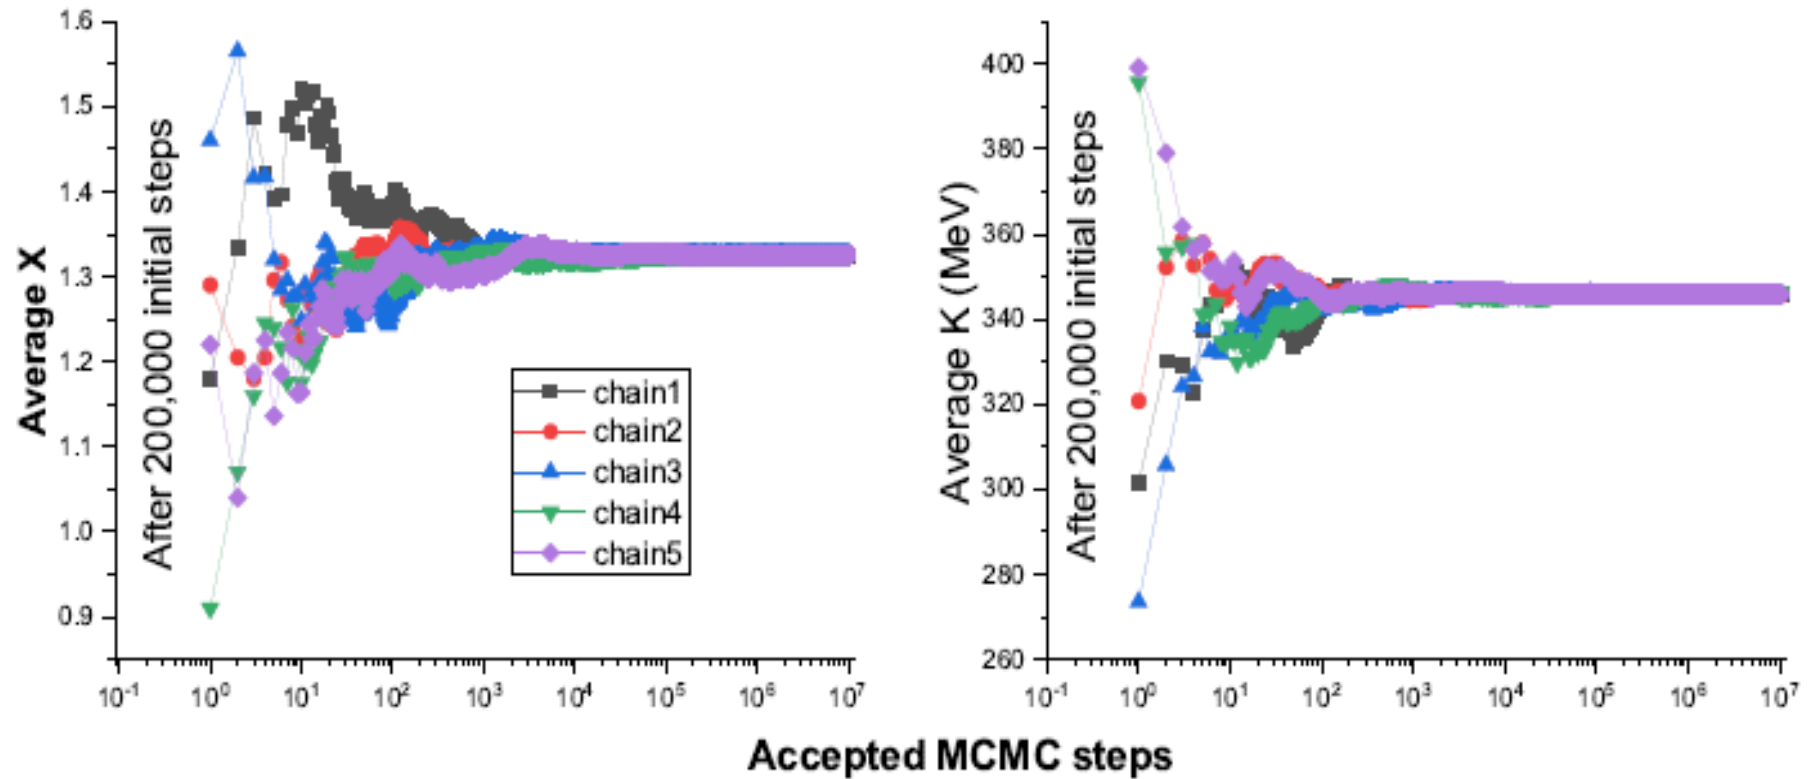 1.6
1.5
1.4
1.3
1.2
1.1
1.0
0.9
Average X
After 200,000 initial steps
chain1
chain2
chain3
chain4
chain5
10⁻¹ 10⁰ 10¹ 10² 10³ 10⁴ 10⁵ 10⁶ 10⁷
400
380
360
340
320
300
280
260
Average K (MeV)
After 200,000 initial steps
10⁻¹ 10⁰ 10¹ 10² 10³ 10⁴ 10⁵ 10⁶ 10⁷
Accepted MCMC steps